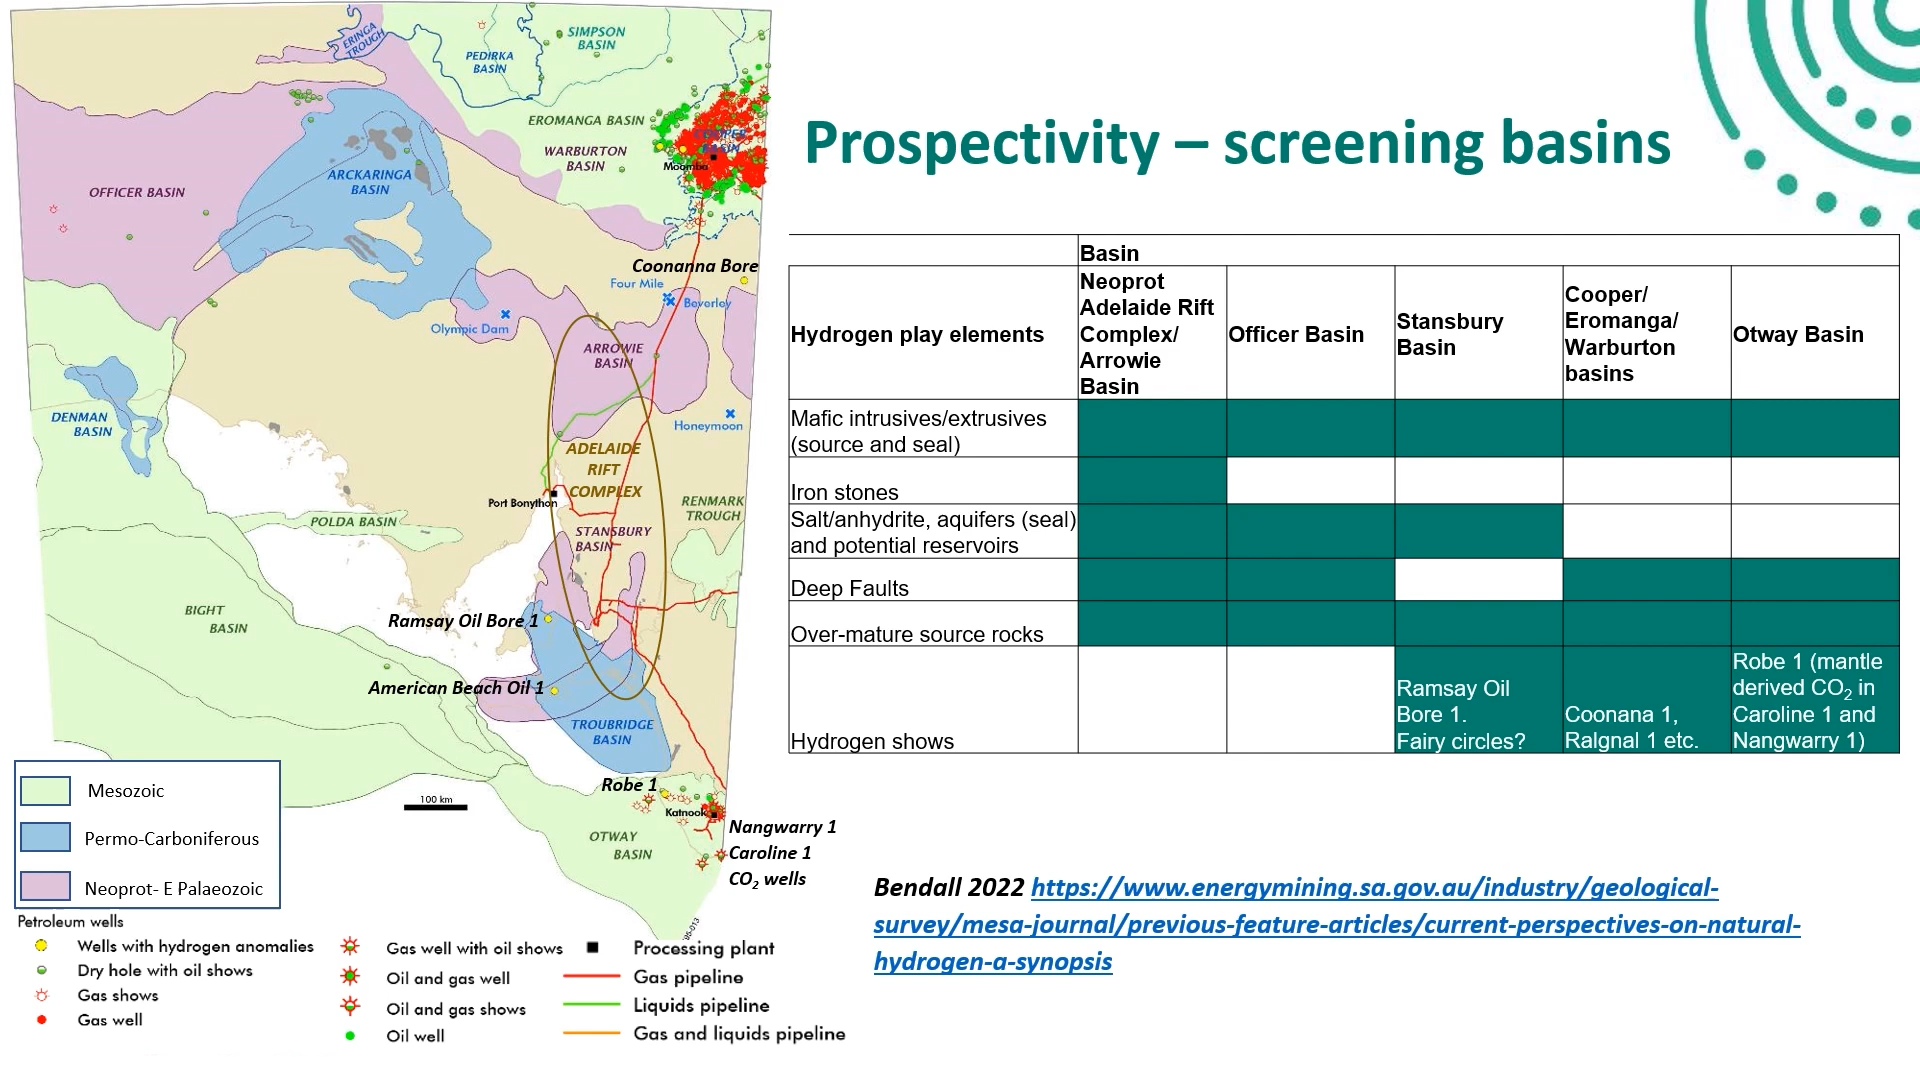 Prospectivity – screening basins
ERINGA
TROUGH
PEDIRKA
BASIN
SIMPSON
BASIN
EROMANGA BASIN
COOPER
BASIN
WARBURTON
BASIN
Moomba
OFFICER BASIN
ARCKARINGA
BASIN
Coonanna Bore
Four Mile
Beverley
Olympic Dam
ARROWIE
BASIN
DENMAN
BASIN
Honeymoon
ADELAIDE
RIFT
COMPLEX
Port Bonython
RENMARK
TROUGH
POLDA BASIN
STANSBURY
BASIN
BIGHT
BASIN
Ramsay Oil Bore 1
American Beach Oil 1
TROUBRIDGE
BASIN
Robe 1
100 km
Katnook
OTWAY
BASIN
Nangwarry 1
Caroline 1
CO₂ wells
Mesozoic
Permo-Carboniferous
Neoprot- E Palaeozoic
Petroleum wells
Wells with hydrogen anomalies
Dry hole with oil shows
Gas shows
Gas well
Gas well with oil shows
Oil and gas well
Oil and gas shows
Oil well
Processing plant
Gas pipeline
Liquids pipeline
Gas and liquids pipeline
Basin
Hydrogen play elements
Neoprot
Adelaide Rift
Complex/
Arrowie
Basin
Officer Basin
Stansbury
Basin
Cooper/
Eromanga/
Warburton
basins
Otway Basin
Mafic intrusives/extrusives
(source and seal)
Iron stones
Salt/anhydrite, aquifers (seal)
and potential reservoirs
Deep Faults
Over-mature source rocks
Hydrogen shows
Ramsay Oil
Bore 1.
Fairy circles?
Coonana 1,
Ralgnal 1 etc.
Robe 1 (mantle
derived CO₂ in
Caroline 1 and
Nangwarry 1)
Bendall 2022 https://www.energymining.sa.gov.au/industry/geological-
survey/mesa-journal/previous-feature-articles/current-perspectives-on-natural-
hydrogen-a-synopsis